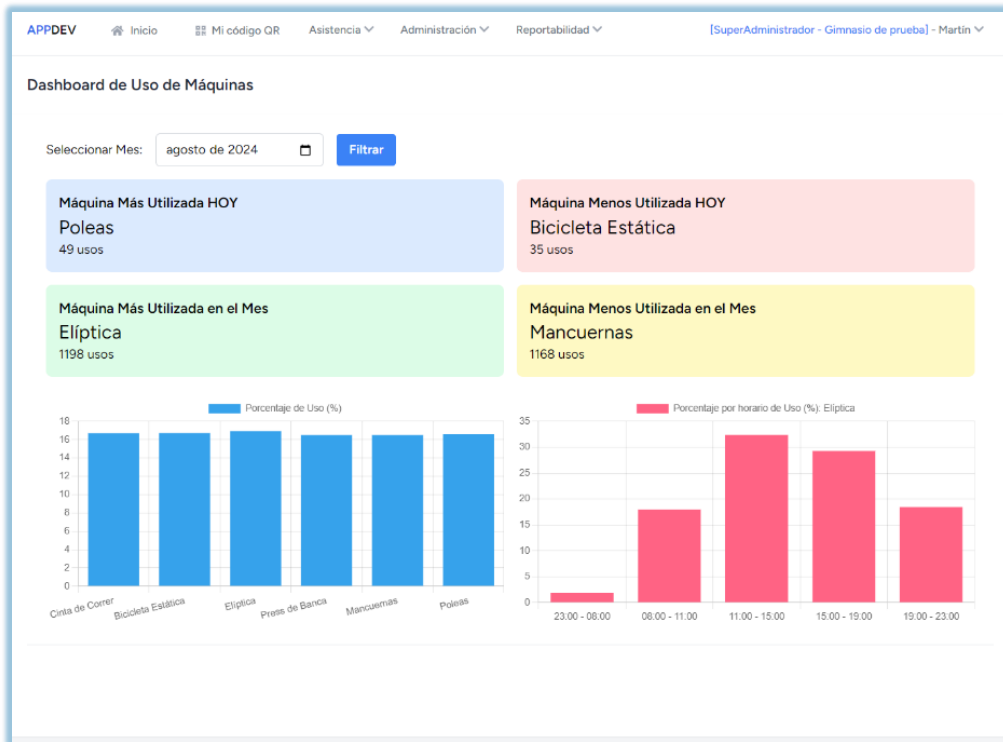 APPDEV Inicio Mi código QR Asistencia Administración Reportabilidad [SuperAdministrador - Gimnasio de prueba] - Martín
Dashboard de Uso de Máquinas
Seleccionar Mes: agosto de 2024 Filtrar
Máquina Más Utilizada HOY
Poleas
49 usos
Máquina Menos Utilizada HOY
Bicicleta Estática
35 usos
Máquina Más Utilizada en el Mes
Elíptica
1198 usos
Máquina Menos Utilizada en el Mes
Mancuernas
1168 usos
Porcentaje de Uso (%)
18
16
14
12
10
8
6
4
2
0
Cinta de Correr Bicicleta Estática Elíptica Press de Banca Mancuernas Poleas
Porcentaje por horario de Uso (%): Elíptica
35
30
25
20
15
10
5
0
23:00 - 08:00 08:00 - 11:00 11:00 - 15:00 15:00 - 19:00 19:00 - 23:00